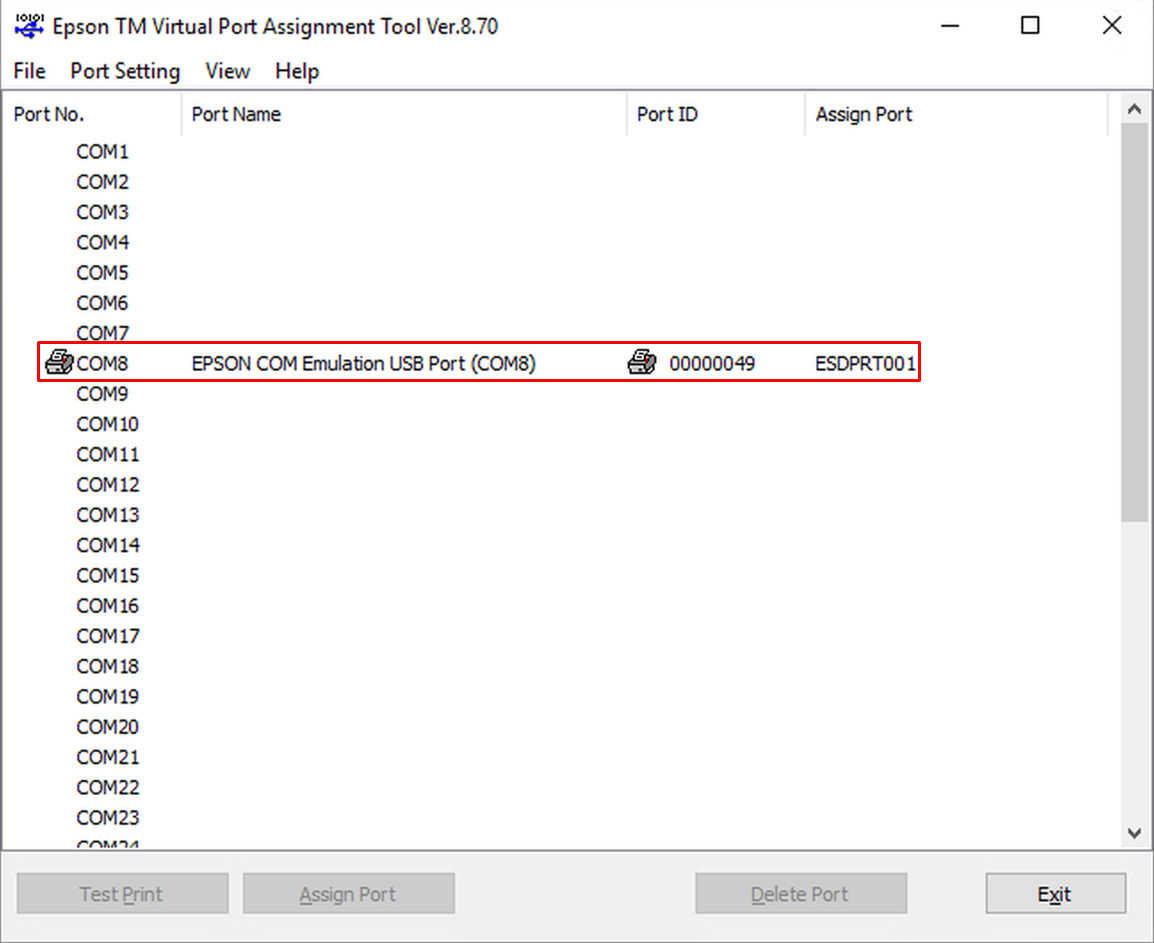 Epson TM Virtual Port Assignment Tool Ver.8.70
File Port Setting View Help
Port No. Port Name Port ID Assign Port
COM1
COM2
COM3
COM4
COM5
COM6
COM7
COM8 EPSON COM Emulation USB Port (COM8) 00000049 ESDPRT001
COM9
COM10
COM11
COM12
COM13
COM14
COM15
COM16
COM17
COM18
COM19
COM20
COM21
COM22
COM23
COM24
Test Print Assign Port Delete Port Exit